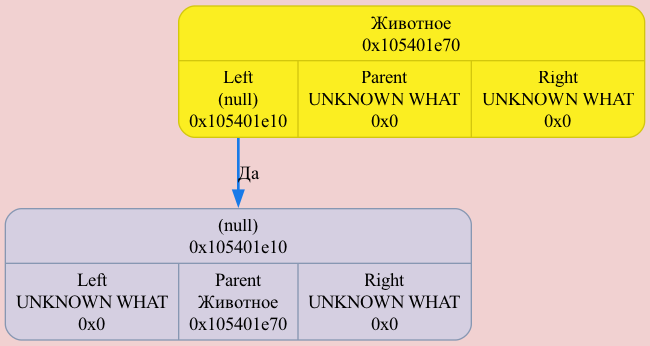 Животное
0x105401e70
Left
(null)
0x105401e10
Parent
UNKNOWN WHAT
0x0
Right
UNKNOWN WHAT
0x0
Да
(null)
0x105401e10
Left
UNKNOWN WHAT
0x0
Parent
Животное
0x105401e70
Right
UNKNOWN WHAT
0x0